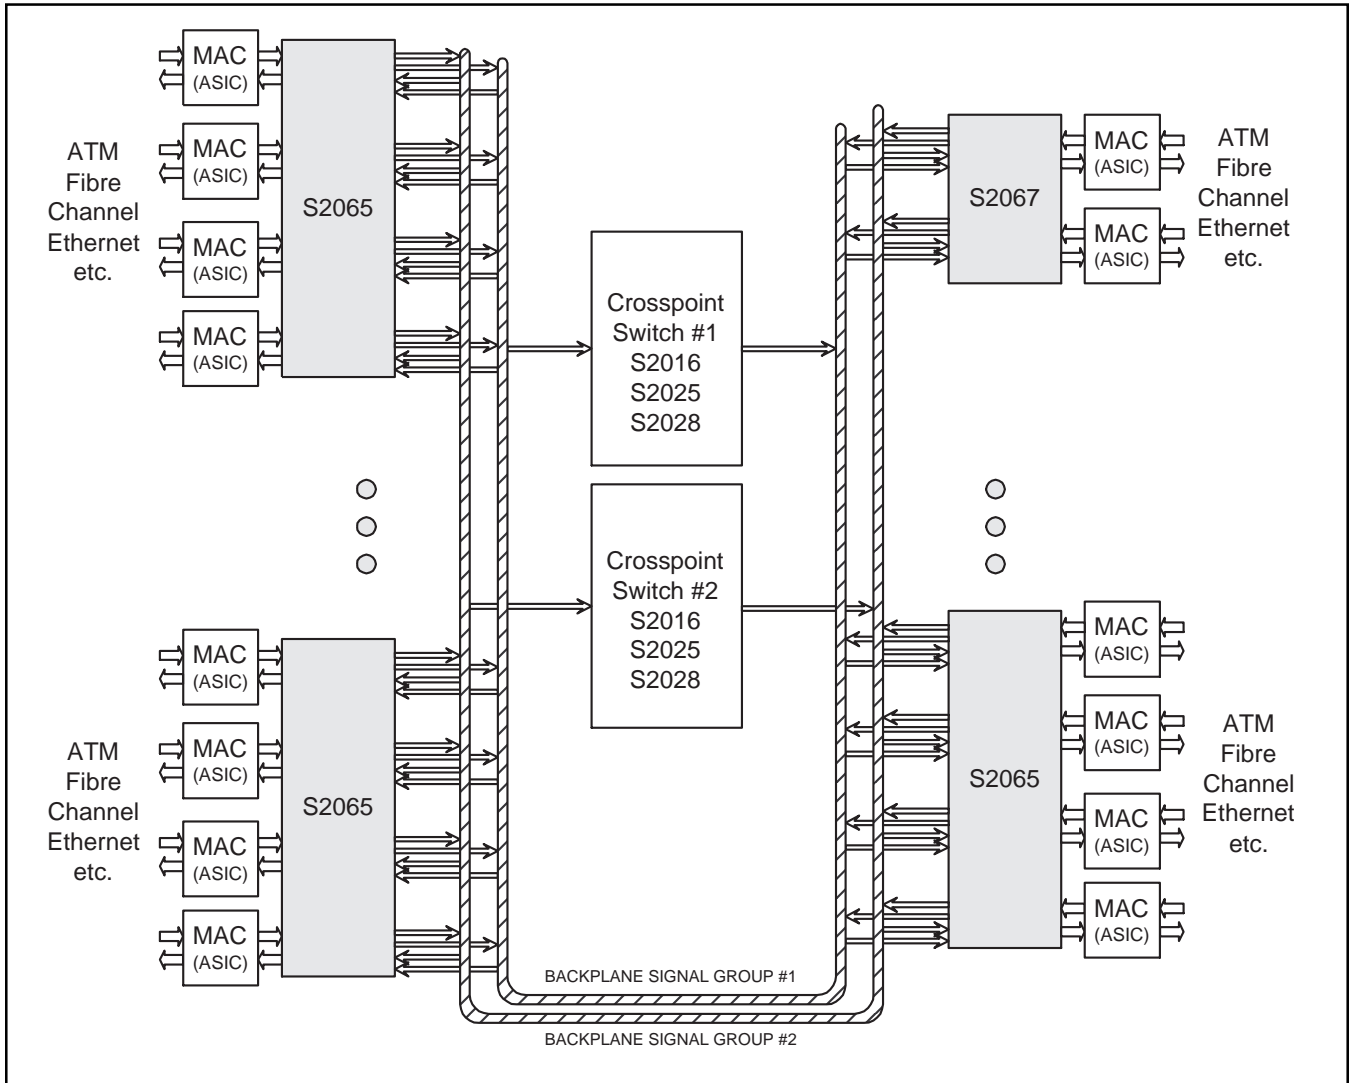 MAC
(ASIC)
MAC
(ASIC)
MAC
(ASIC)
MAC
(ASIC)
ATM
Fibre
Channel
Ethernet
etc.
S2065
Crosspoint
Switch #1
S2016
S2025
S2028
S2067
MAC
(ASIC)
MAC
(ASIC)
ATM
Fibre
Channel
Ethernet
etc.
Crosspoint
Switch #2
S2016
S2025
S2028
MAC
(ASIC)
MAC
(ASIC)
MAC
(ASIC)
MAC
(ASIC)
ATM
Fibre
Channel
Ethernet
etc.
S2065
S2065
MAC
(ASIC)
MAC
(ASIC)
MAC
(ASIC)
MAC
(ASIC)
ATM
Fibre
Channel
Ethernet
etc.
BACKPLANE SIGNAL GROUP #1
BACKPLANE SIGNAL GROUP #2